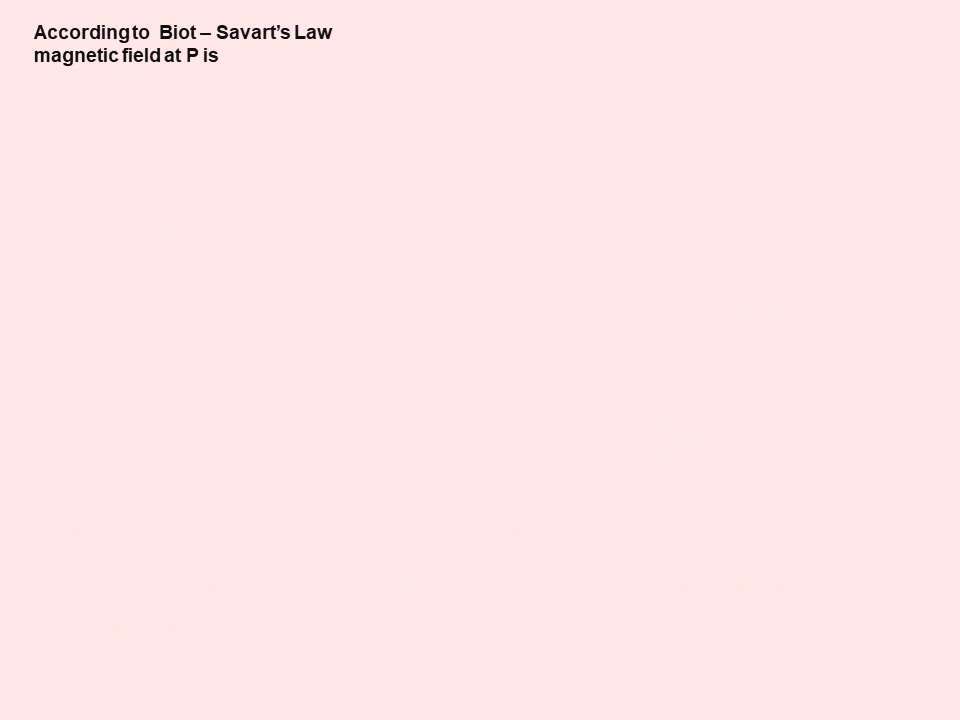 According to Biot – Savart’s Law
magnetic field at P is